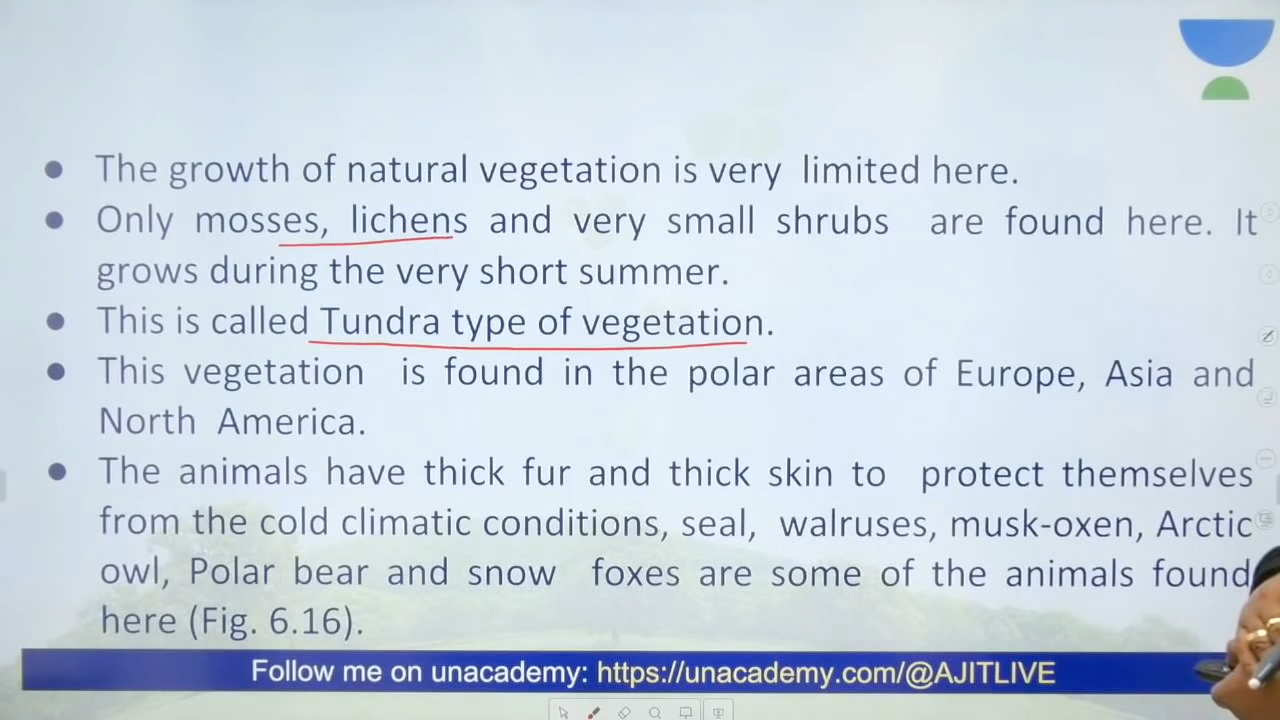 The growth of natural vegetation is very limited here.
Only mosses, lichens and very small shrubs are found here. It
grows during the very short summer.
This is called Tundra type of vegetation.
This vegetation is found in the polar areas of Europe, Asia and
North America.
The animals have thick fur and thick skin to protect themselves
from the cold climatic conditions, seal, walruses, musk-oxen, Arctic
owl, Polar bear and snow foxes are some of the animals found
here (Fig. 6.16).
Follow me on unacademy: https://unacademy.com/@AJITLIVE